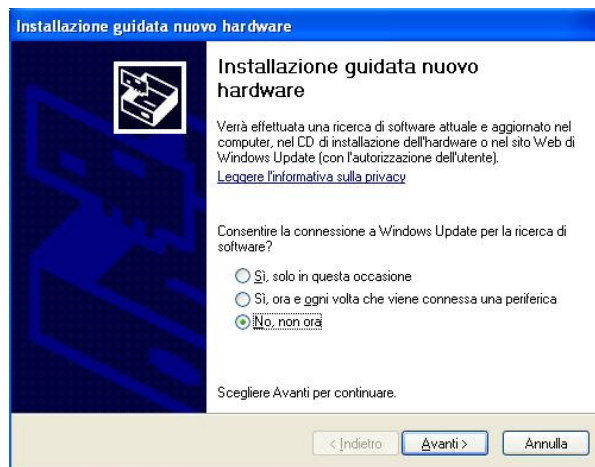 Installazione guidata nuovo hardware
Installazione guidata nuovo
hardware
Verrà effettuata una ricerca di software attuale e aggiornato nel
computer, nel CD di installazione dell'hardware o nel sito Web di
Windows Update (con l'autorizzazione dell'utente).
Leggere l'informativa sulla privacy
Consentire la connessione a Windows Update per la ricerca di
software?
Sì, solo in questa occasione
Sì, ora e ogni volta che viene connessa una periferica
No, non ora
Scegliere Avanti per continuare.
< Indietro Avanti > Annulla